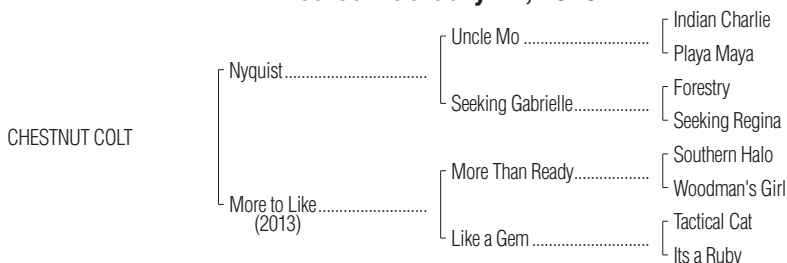 Indian Charlie
Uncle Mo
Playa Maya
Nyquist
Forestry
Seeking Gabrielle
Seeking Regina
CHESTNUT COLT
Southern Halo
More Than Ready
Woodman's Girl
More to Like
(2013)
Tactical Cat
Like a Gem
Its a Ruby